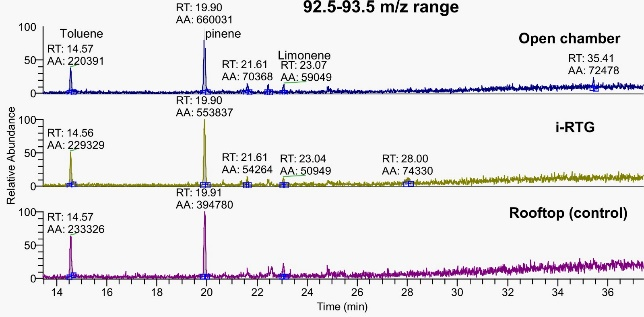 92.5-93.5 m/z range
RT: 19.90
AA: 660031
Toluene
pinene
RT: 14.57
AA: 220391
RT: 21.61
AA: 70368
Limonene
RT: 23.07
AA: 59049
Open chamber
RT: 35.41
AA: 72478
100
50
0
RT: 19.90
AA: 553837
RT: 14.56
AA: 229329
RT: 21.61
AA: 54264
RT: 23.04
AA: 50949
RT: 28.00
AA: 74330
i-RTG
100
50
0
Relative Abundance
RT: 19.91
AA: 394780
RT: 14.57
AA: 233326
Rooftop (control)
100
50
0
14 16 18 20 22 24 26 28 30 32 34 36
Time (min)